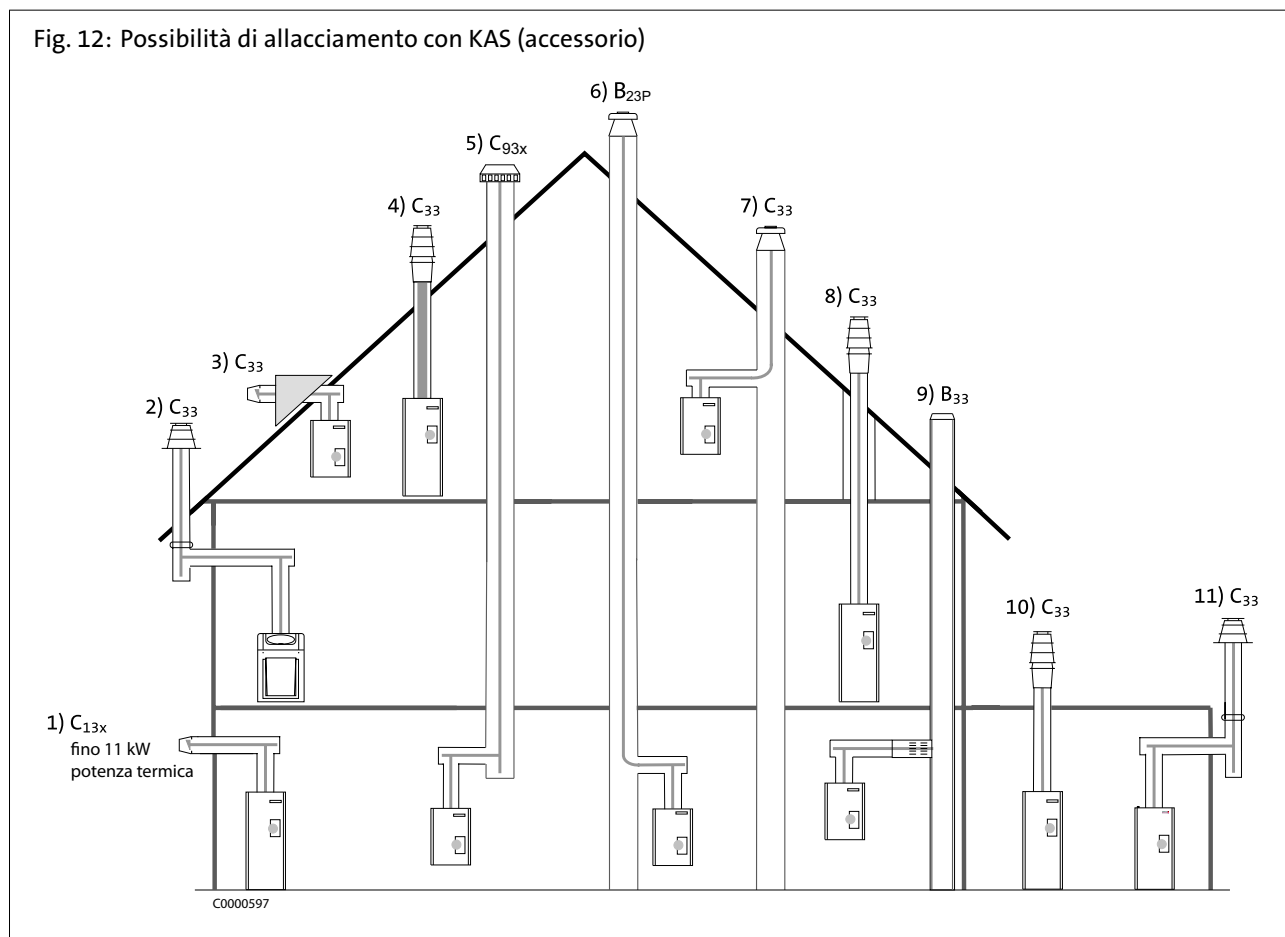 Fig. 12: Possibilità di allacciamento con KAS (accessorio)
6) B23P
5) C93x
4) C33
7) C33
8) C33
3) C33
9) B33
2) C33
10) C33
11) C33
1) C13x
fino 11 kW
potenza termica
C0000597